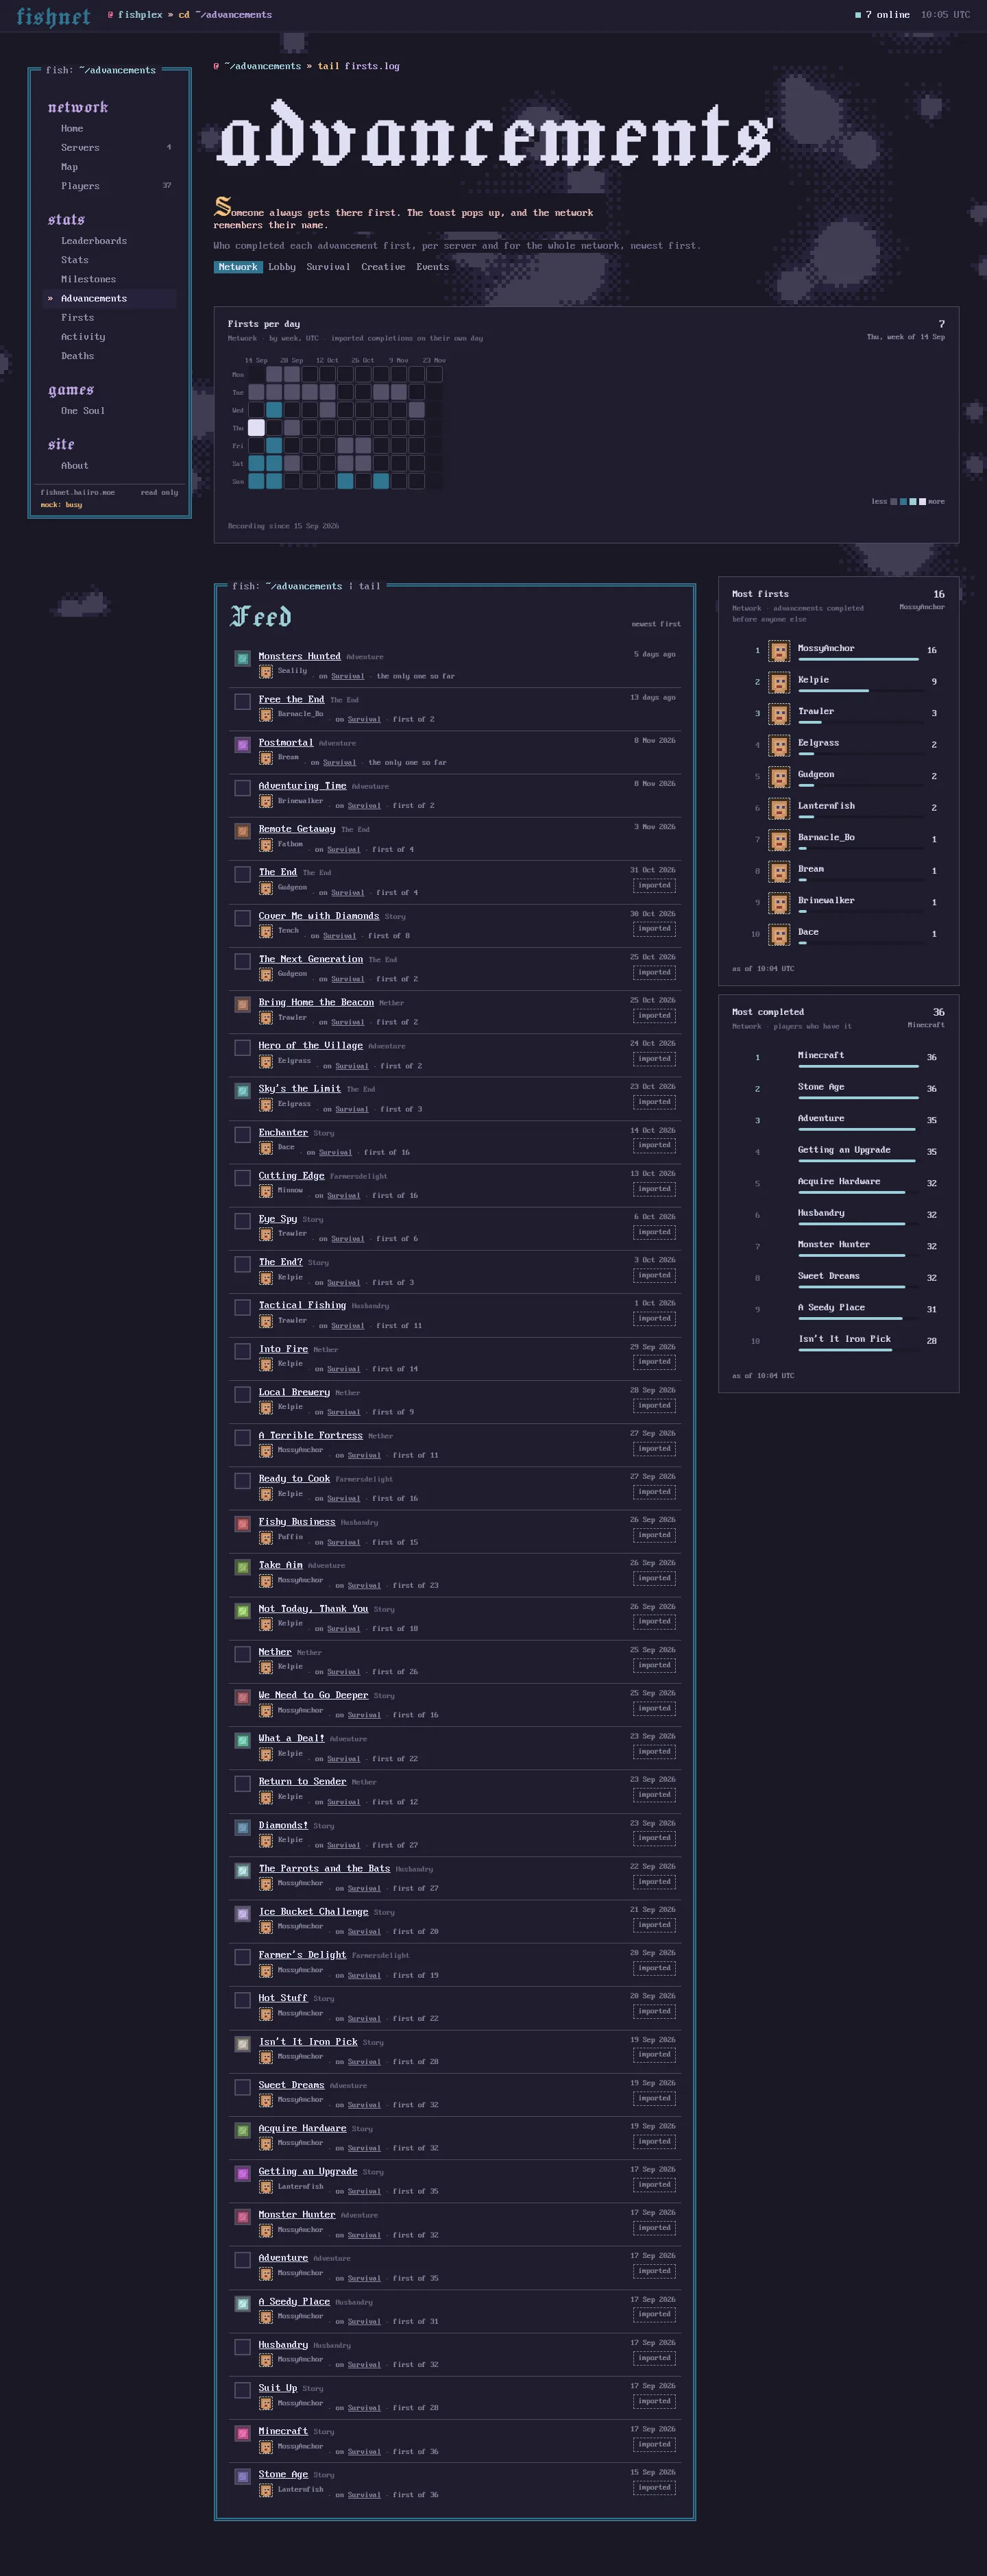 fishnet @ fishplex » cd ~/advancements 7 online 10:05 UTC
fish: ~/advancements
network
Home
Servers 4
Map
Players 37
stats
Leaderboards
Stats
Milestones
» Advancements
Firsts
Activity
Deaths
games
One Soul
site
About
fishnet.haiiro.moe read only
mock: busy
@ ~/advancements » tail firsts.log
advancements
Someone always gets there first. The toast pops up, and the network
remembers their name.
Who completed each advancement first, per server and for the whole network, newest first.
Network Lobby Survival Creative Events
Firsts per day 7
Network · by week, UTC · imported completions on their own day Thu, week of 14 Sep
14 Sep 28 Sep 12 Oct 26 Oct 9 Nov 23 Nov
Mon
Tue
Wed
Thu
Fri
Sat
Sun
less more
Recording since 15 Sep 2026
fish: ~/advancements | tail
Feed newest first
Monsters Hunted Adventure 5 days ago
Sealily · on Survival · the only one so far
Free the End The End 13 days ago
Barnacle_Bo · on Survival · first of 2
Postmortal Adventure 8 Nov 2026
Bream · on Survival · the only one so far
Adventuring Time Adventure 8 Nov 2026
Brinewalker · on Survival · first of 2
Remote Getaway The End 3 Nov 2026
Fathom · on Survival · first of 4
The End The End 31 Oct 2026
Gudgeon · on Survival · first of 4 imported
Cover Me with Diamonds Story 30 Oct 2026
Tench · on Survival · first of 8 imported
The Next Generation The End 25 Oct 2026
Gudgeon · on Survival · first of 2 imported
Bring Home the Beacon Nether 25 Oct 2026
Trawler · on Survival · first of 2 imported
Hero of the Village Adventure 24 Oct 2026
Eelgrass · on Survival · first of 2 imported
Sky's the Limit The End 23 Oct 2026
Eelgrass · on Survival · first of 3 imported
Enchanter Story 14 Oct 2026
Dace · on Survival · first of 16 imported
Cutting Edge Farmersdelight 13 Oct 2026
Minnow · on Survival · first of 16 imported
Eye Spy Story 6 Oct 2026
Trawler · on Survival · first of 6 imported
The End? Story 3 Oct 2026
Kelpie · on Survival · first of 3 imported
Tactical Fishing Husbandry 1 Oct 2026
Trawler · on Survival · first of 11 imported
Into Fire Nether 29 Sep 2026
Kelpie · on Survival · first of 14 imported
Local Brewery Nether 28 Sep 2026
Kelpie · on Survival · first of 9 imported
A Terrible Fortress Nether 27 Sep 2026
MossyAnchor · on Survival · first of 11 imported
Ready to Cook Farmersdelight 27 Sep 2026
Kelpie · on Survival · first of 16 imported
Fishy Business Husbandry 26 Sep 2026
Puffin · on Survival · first of 15 imported
Take Aim Adventure 26 Sep 2026
MossyAnchor · on Survival · first of 23 imported
Not Today, Thank You Story 26 Sep 2026
Kelpie · on Survival · first of 18 imported
Nether Nether 25 Sep 2026
Kelpie · on Survival · first of 26 imported
We Need to Go Deeper Story 25 Sep 2026
MossyAnchor · on Survival · first of 16 imported
What a Deal! Adventure 23 Sep 2026
Kelpie · on Survival · first of 22 imported
Return to Sender Nether 23 Sep 2026
Kelpie · on Survival · first of 12 imported
Diamonds! Story 23 Sep 2026
Kelpie · on Survival · first of 27 imported
The Parrots and the Bats Husbandry 22 Sep 2026
MossyAnchor · on Survival · first of 27 imported
Ice Bucket Challenge Story 21 Sep 2026
MossyAnchor · on Survival · first of 20 imported
Farmer's Delight Farmersdelight 20 Sep 2026
MossyAnchor · on Survival · first of 19 imported
Hot Stuff Story 20 Sep 2026
MossyAnchor · on Survival · first of 22 imported
Isn't It Iron Pick Story 19 Sep 2026
MossyAnchor · on Survival · first of 28 imported
Sweet Dreams Adventure 19 Sep 2026
MossyAnchor · on Survival · first of 32 imported
Acquire Hardware Story 19 Sep 2026
MossyAnchor · on Survival · first of 32 imported
Getting an Upgrade Story 17 Sep 2026
Lanternfish · on Survival · first of 35 imported
Monster Hunter Adventure 17 Sep 2026
MossyAnchor · on Survival · first of 32 imported
Adventure Adventure 17 Sep 2026
MossyAnchor · on Survival · first of 35 imported
A Seedy Place Husbandry 17 Sep 2026
MossyAnchor · on Survival · first of 31 imported
Husbandry Husbandry 17 Sep 2026
MossyAnchor · on Survival · first of 32 imported
Suit Up Story 17 Sep 2026
MossyAnchor · on Survival · first of 28 imported
Minecraft Story 17 Sep 2026
MossyAnchor · on Survival · first of 36 imported
Stone Age Story 15 Sep 2026
Lanternfish · on Survival · first of 36 imported
Most firsts 16
Network · advancements completed MossyAnchor
before anyone else
1 MossyAnchor 16
2 Kelpie 9
3 Trawler 3
4 Eelgrass 2
5 Gudgeon 2
6 Lanternfish 2
7 Barnacle_Bo 1
8 Bream 1
9 Brinewalker 1
10 Dace 1
as of 10:04 UTC
Most completed 36
Network · players who have it Minecraft
1 Minecraft 36
2 Stone Age 36
3 Adventure 35
4 Getting an Upgrade 35
5 Acquire Hardware 32
6 Husbandry 32
7 Monster Hunter 32
8 Sweet Dreams 32
9 A Seedy Place 31
10 Isn't It Iron Pick 28
as of 10:04 UTC